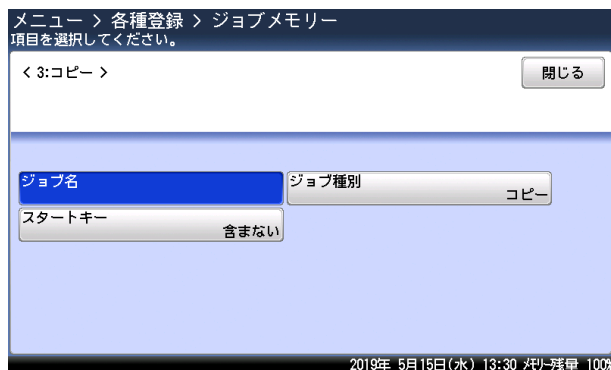 メニュー > 各種登録 > ジョブメモリー
項目を選択してください。
< 3:コピー >
閉じる
ジョブ名
ジョブ種別
コピー
スタートキー
含まない
2019年 5月15日(水) 13:30 メモリー残量 100%